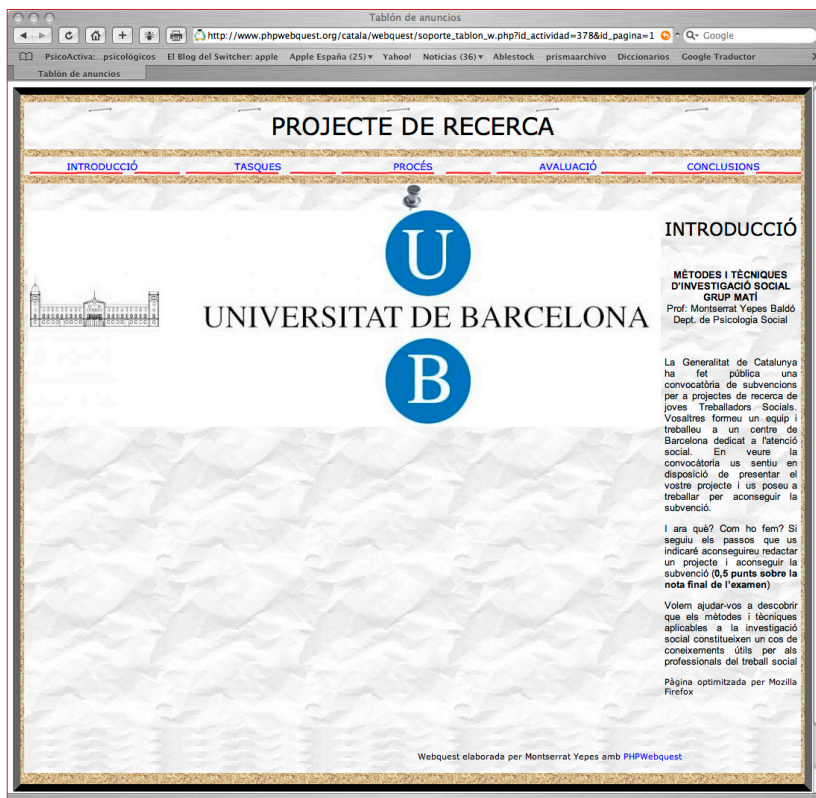 Tablón de anuncios
http://www.phpwebquest.org/catala/webquest/soporte_tablon_w.php?id_actividad=378&id_pagina=1
Google
PsicoActiva:...psicológicos El Blog del Switcher: apple Apple España (25) Yahoo! Noticias (36) Ablestock prismaarchivo Diccionarios Google Traductor
Tablón de anuncios
PROJECTE DE RECERCA
INTRODUCCIÓ TASQUES PROCÉS AVALUACIÓ CONCLUSIONS
U
UNIVERSITAT DE BARCELONA
B
INTRODUCCIÓ
MÈTODES I TÈCNIQUES
D'INVESTIGACIÓ SOCIAL
GRUP MATÍ
Prof: Montserrat Yepes Baldó
Dept. de Psicologia Social
La Generalitat de Catalunya
ha fet pública una
convocatòria de subvencions
per a projectes de recerca de
joves Treballadors Socials.
Vosaltres formeu un equip i
treballeu a un centre de
Barcelona dedicat a l'atenció
social. En veure la
convocàtoria us sentiu en
disposició de presentar el
vostre projecte i us poseu a
treballar per aconseguir la
subvenció.
I ara què? Com ho fem? Si
seguiu els passos que us
indicaré aconseguireu redactar
un projecte i aconseguir la
subvenció (0,5 punts sobre la
nota final de l'examen)
Volem ajudar-vos a descobrir
que els mètodes i tècniques
aplicables a la investigació
social constitueixen un cos de
coneixements útils per als
professionals del treball social
Pàgina optimitzada per Mozilla
Firefox
Webquest elaborada per Montserrat Yepes amb PHPWebquest